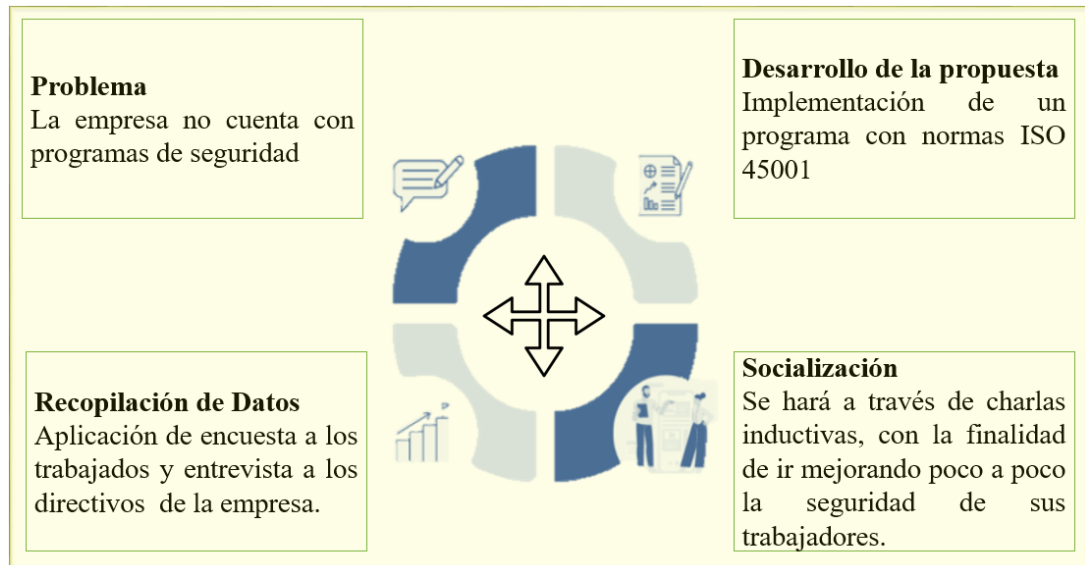 Problema
La empresa no cuenta con
programas de seguridad
Desarrollo de la propuesta
Implementación de un
programa con normas ISO
45001
Recopilación de Datos
Aplicación de encuesta a los
trabajados y entrevista a los
directivos de la empresa.
Socialización
Se hará a través de charlas
inductivas, con la finalidad
de ir mejorando poco a poco
la seguridad de sus
trabajadores.